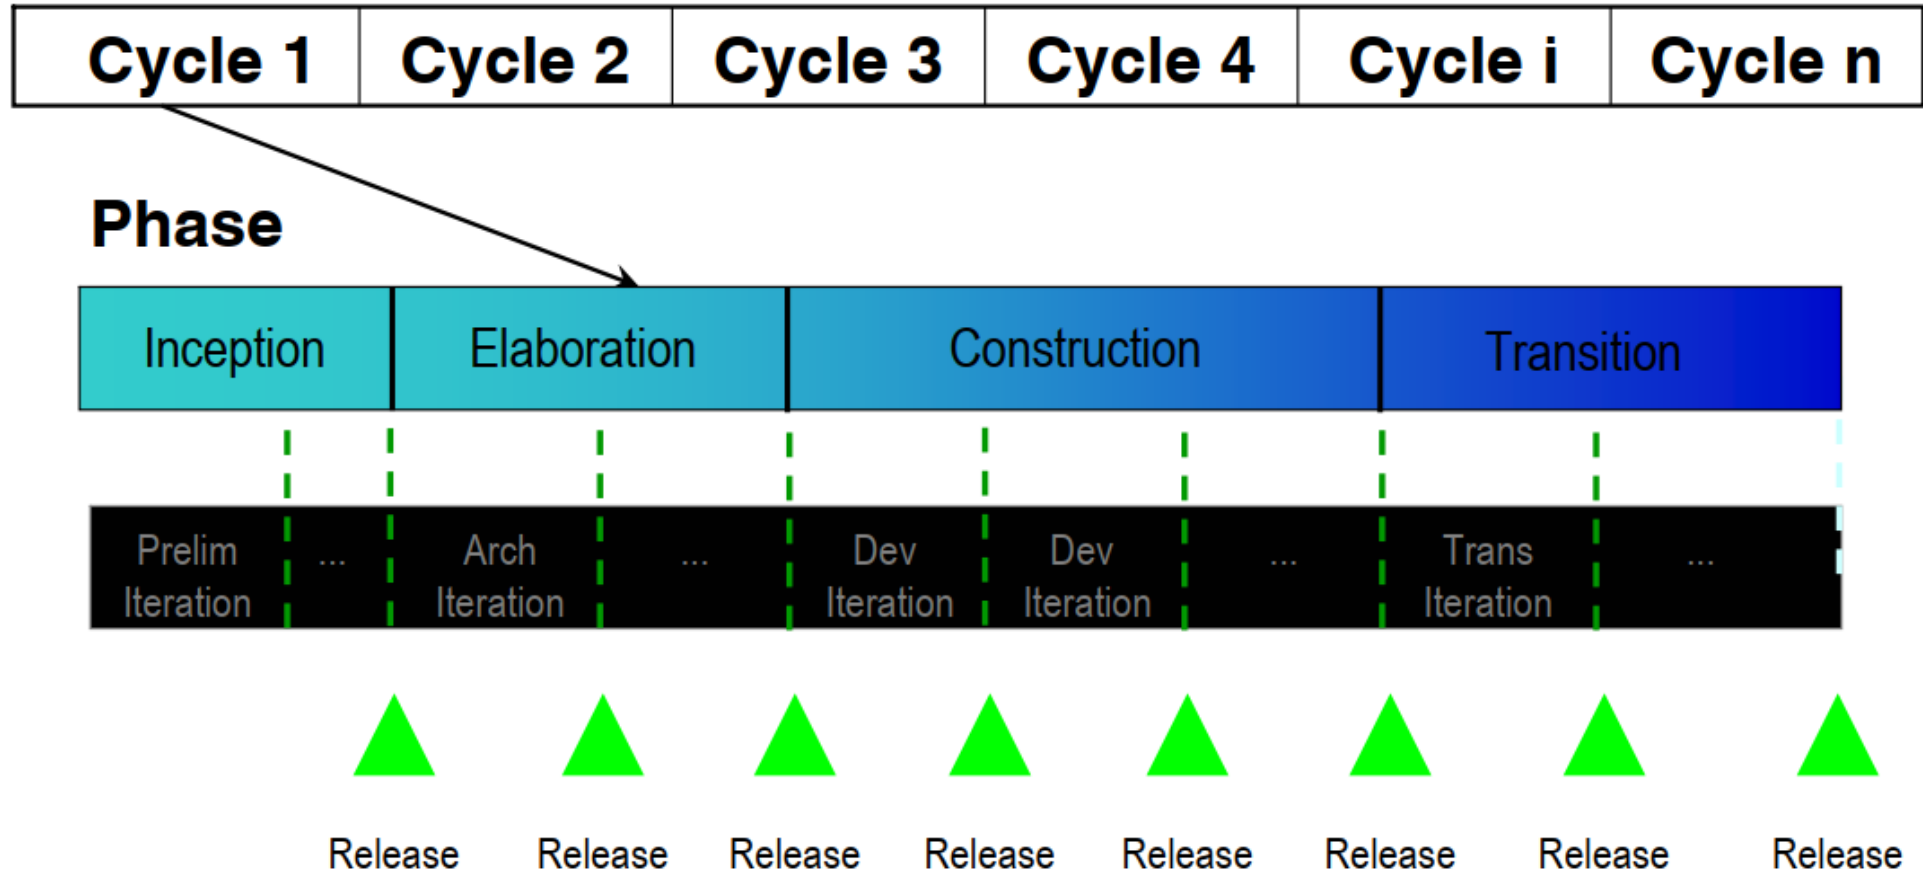 Cycle 1 Cycle 2 Cycle 3 Cycle 4 Cycle i Cycle n
Phase
Inception Elaboration Construction Transition
Prelim ... Arch ... Dev Dev ... Trans ...
Iteration Iteration Iteration Iteration Iteration
Release Release Release Release Release Release Release Release